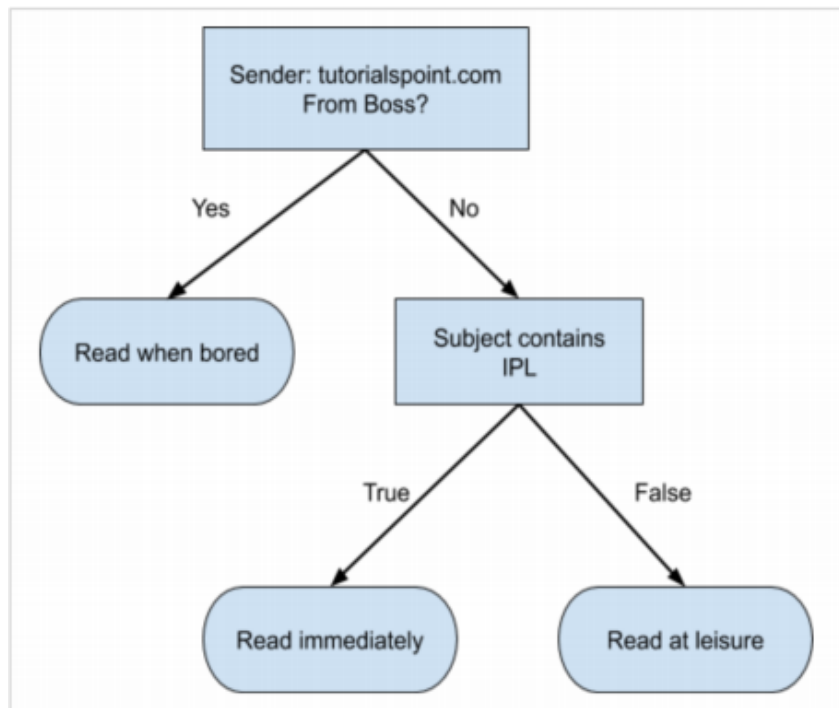 Sender: tutorialspoint.com
From Boss?
Yes
No
Read when bored
Subject contains
IPL
True
False
Read immediately
Read at leisure